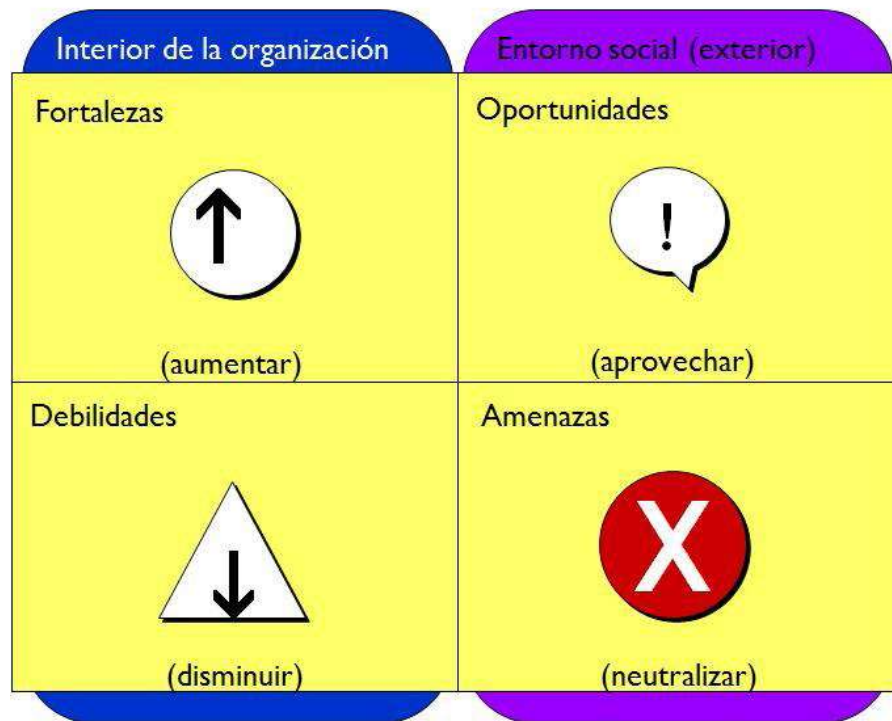 Interior de la organización
Entorno social (exterior)
Fortalezas
(aumentar)
Oportunidades
!
(aprovechar)
Debilidades
(disminuir)
Amenazas
X
(neutralizar)